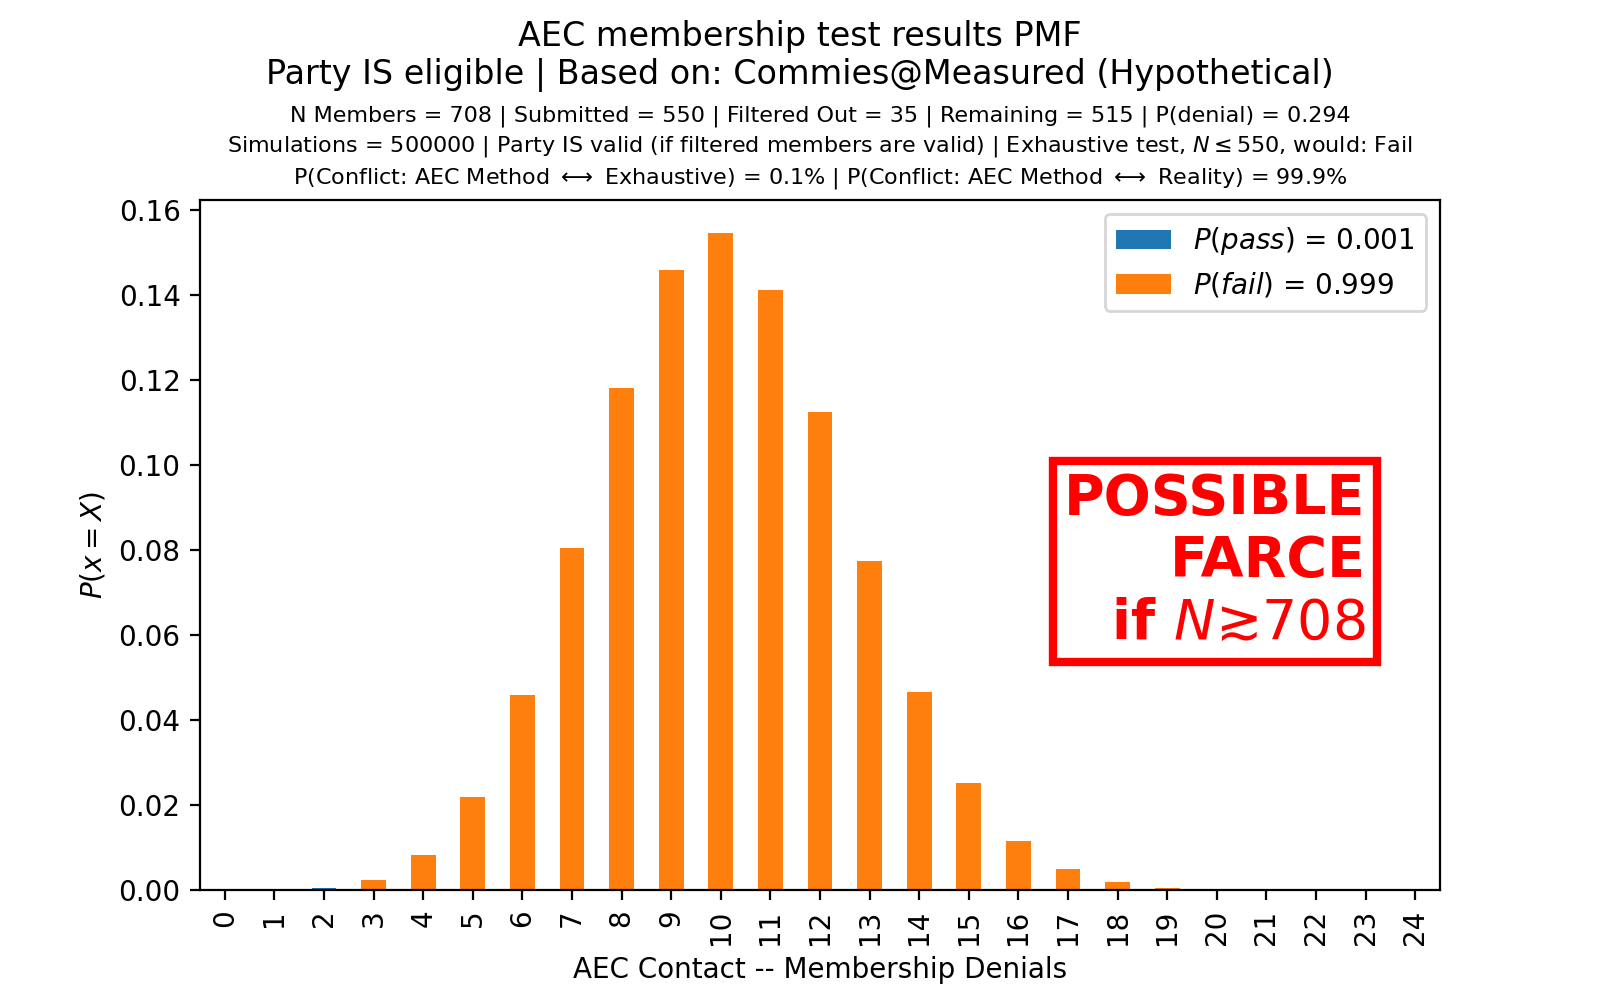 AEC membership test results PMF
Party IS eligible | Based on: Commies@Measured (Hypothetical)
N Members = 708 | Submitted = 550 | Filtered Out = 35 | Remaining = 515 | P(denial) = 0.294
Simulations = 500000 | Party IS valid (if filtered members are valid) | Exhaustive test, N ≤ 550, would: Fail
P(Conflict: AEC Method ⟷ Exhaustive) = 0.1% | P(Conflict: AEC Method ⟷ Reality) = 99.9%
P(pass) = 0.001
P(fail) = 0.999
POSSIBLE
FARCE
if N≳708
P(x = X)
0.16
0.14
0.12
0.10
0.08
0.06
0.04
0.02
0.00
0 1 2 3 4 5 6 7 8 9 10 11 12 13 14 15 16 17 18 19 20 21 22 23 24
AEC Contact -- Membership Denials